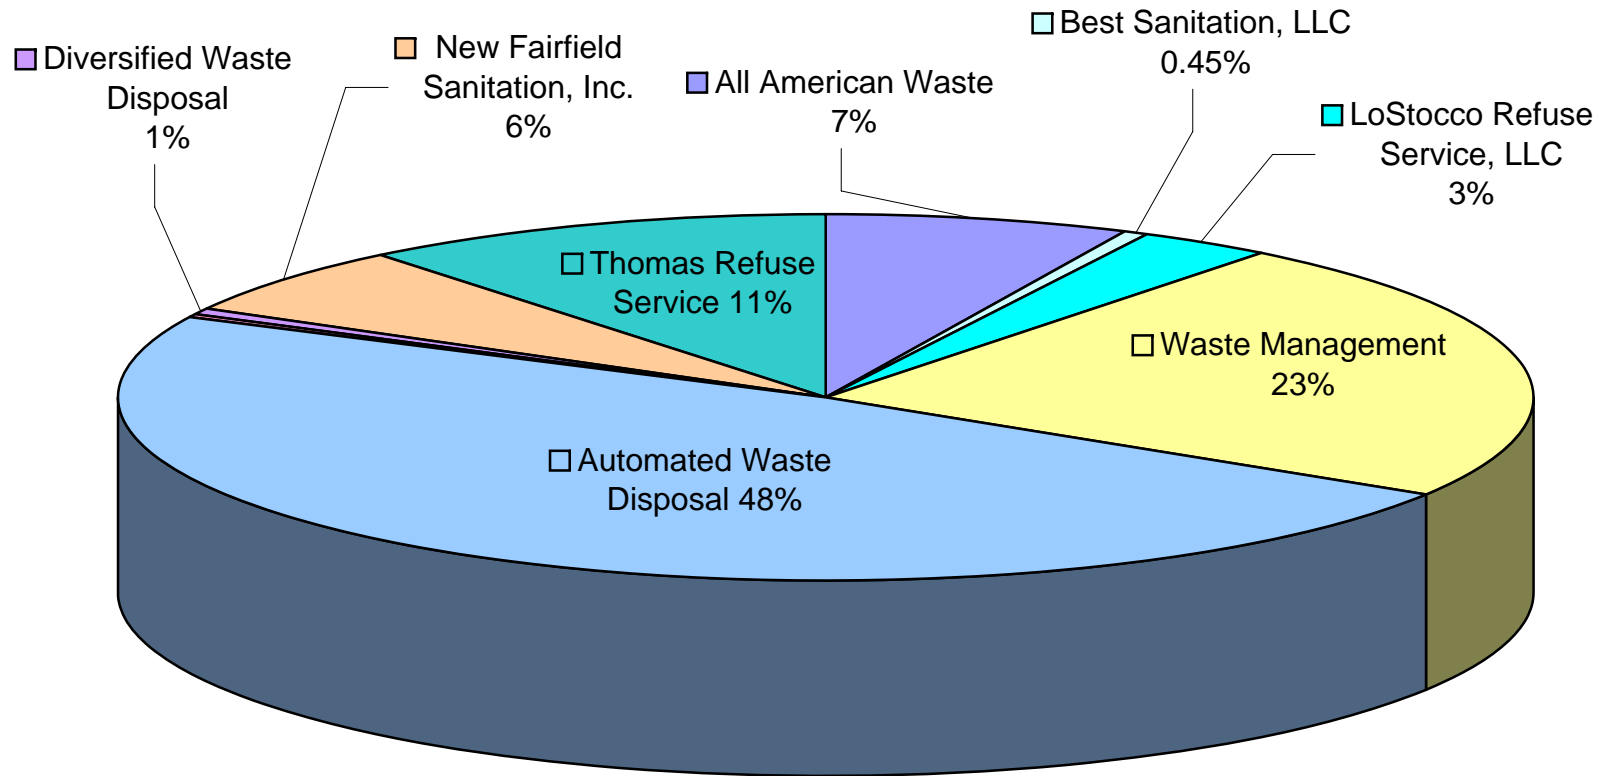 Diversified Waste
Disposal
1%
New Fairfield
Sanitation, Inc.
6%
All American Waste
7%
Best Sanitation, LLC
0.45%
LoStocco Refuse
Service, LLC
3%
Thomas Refuse
Service 11%
Waste Management
23%
Automated Waste
Disposal 48%